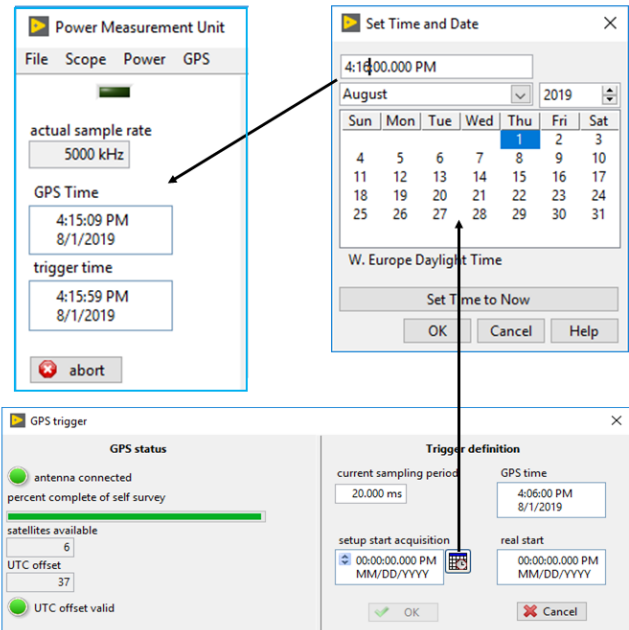 Power Measurement Unit
File Scope Power GPS
actual sample rate
5000 kHz
GPS Time
4:15:09 PM
8/1/2019
trigger time
4:15:59 PM
8/1/2019
abort
Set Time and Date
4:16:00.000 PM
August 2019
Sun Mon Tue Wed Thu Fri Sat
1 2 3
4 5 6 7 8 9 10
11 12 13 14 15 16 17
18 19 20 21 22 23 24
25 26 27 28 29 30 31
W. Europe Daylight Time
Set Time to Now
OK Cancel Help
GPS trigger
GPS status
antenna connected
percent complete of self survey
satellites available
6
UTC offset
37
UTC offset valid
Trigger definition
current sampling period
20.000 ms
GPS time
4:06:00 PM
8/1/2019
setup start acquisition
00:00:00.000 PM
MM/DD/YYYY
real start
00:00:00.000 PM
MM/DD/YYYY
OK
Cancel